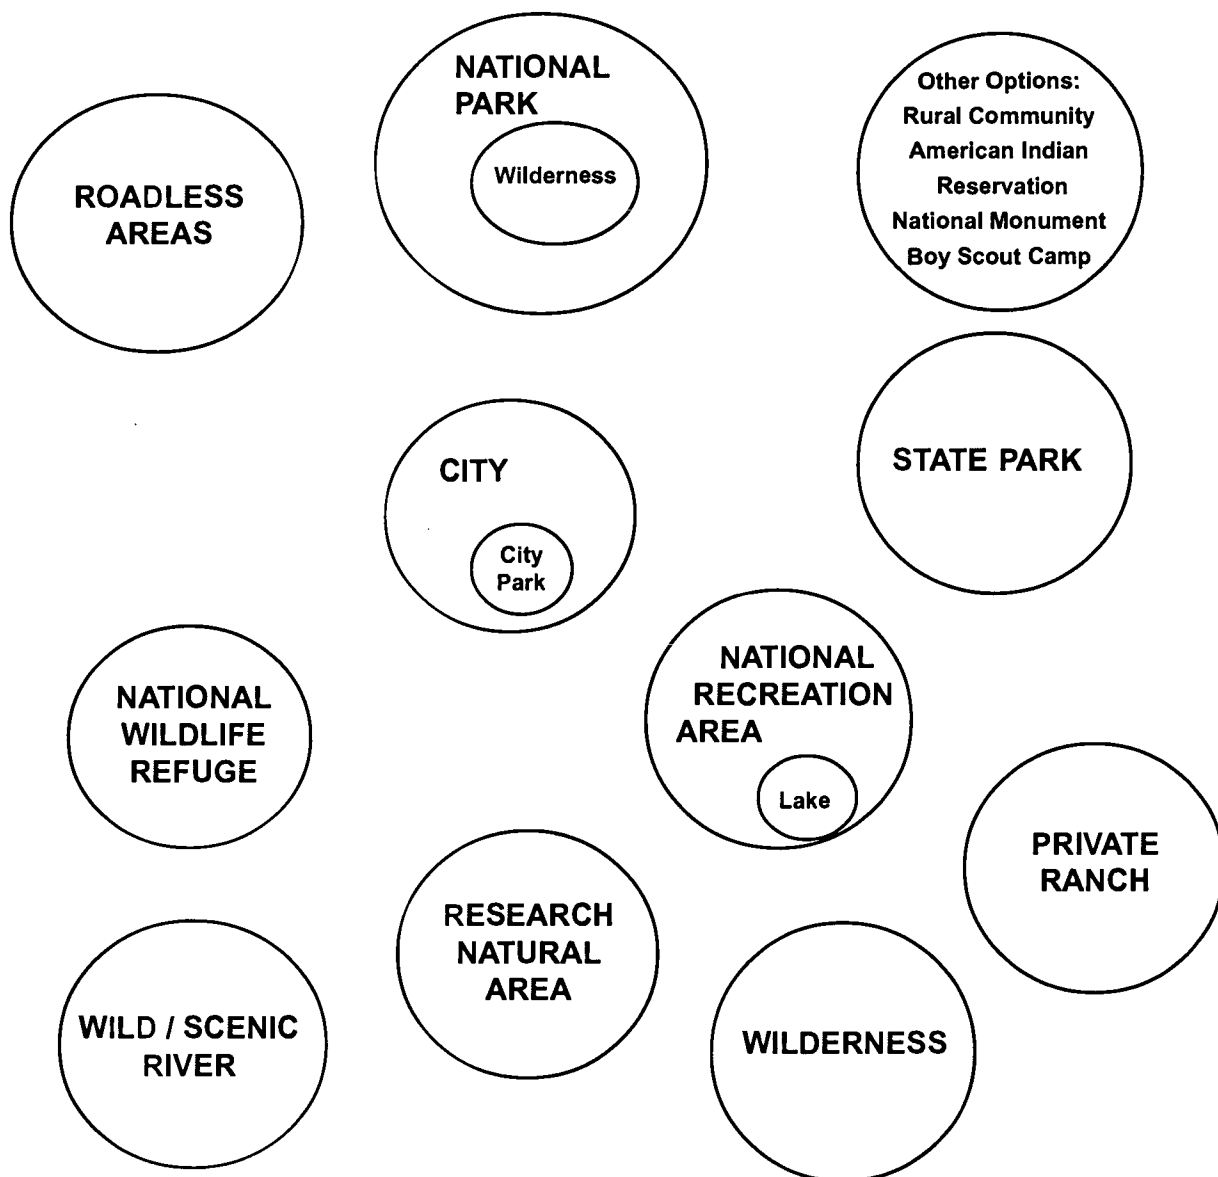 NATIONAL
PARK
Wilderness
Other Options:
Rural Community
American Indian
Reservation
National Monument
Boy Scout Camp
ROADLESS
AREAS
CITY
City
Park
STATE PARK
NATIONAL
WILDLIFE
REFUGE
NATIONAL
RECREATION
AREA
Lake
PRIVATE
RANCH
RESEARCH
NATURAL
AREA
WILD / SCENIC
RIVER
WILDERNESS